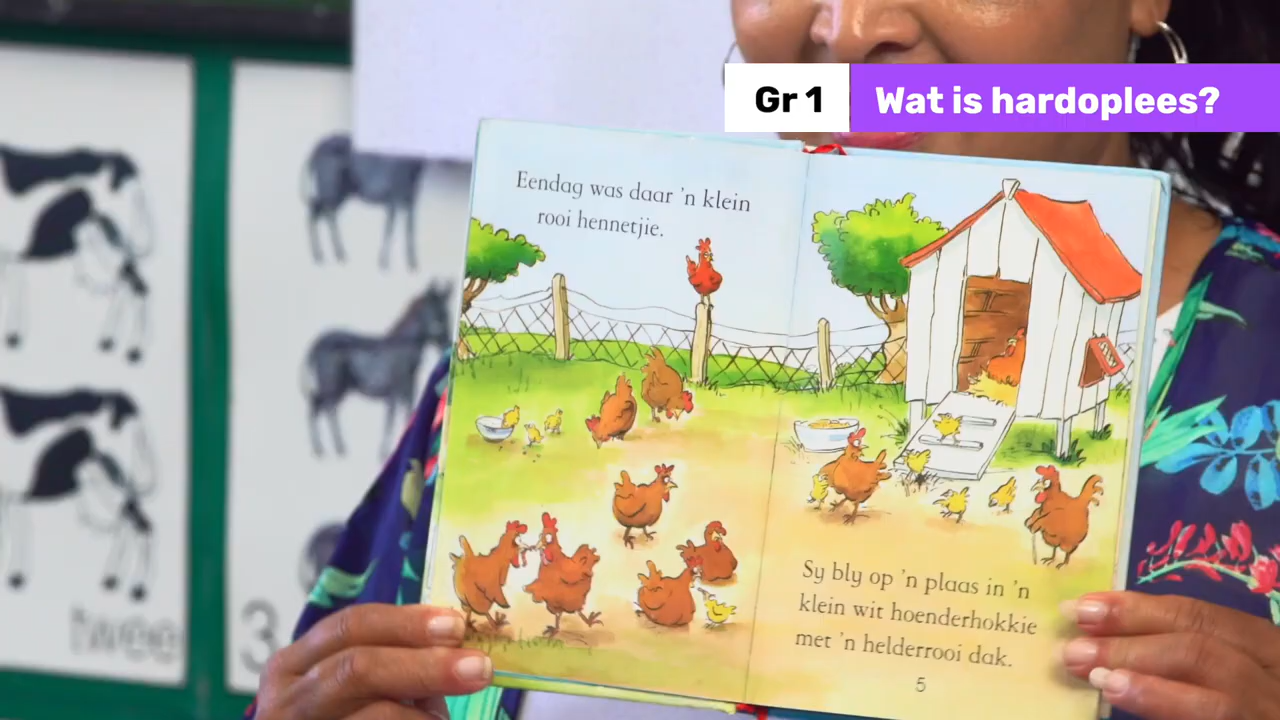 Gr 1
Wat is hardoplees?
Eendag was daar 'n klein
rooi hennetjie.
Sy bly op 'n plaas in 'n
klein wit hoenderhokkie
met 'n helderrooi dak.
5
twee
3